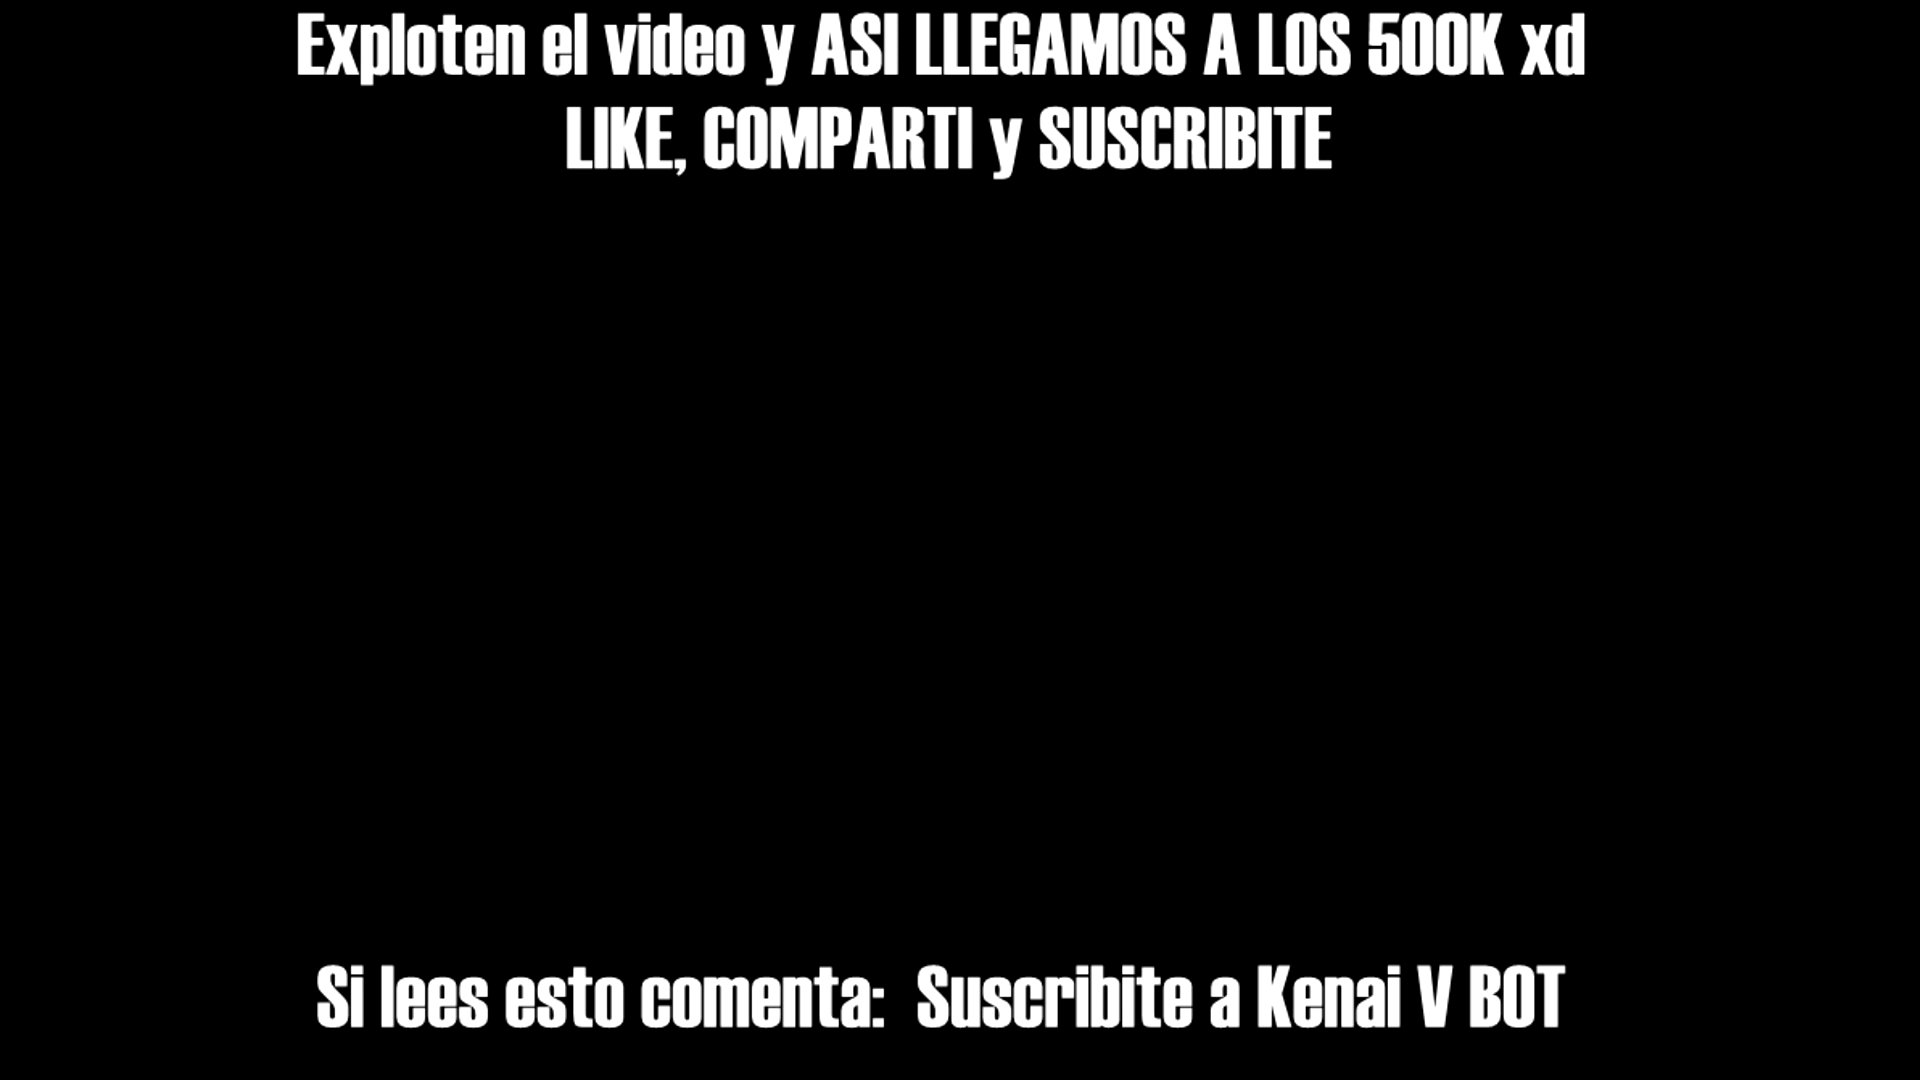 Exploten el video y ASI LLEGAMOS A LOS 500K xd
LIKE, COMPARTI y SUSCRIBITE
Si lees esto comenta: Suscribite a Kenai V BOT